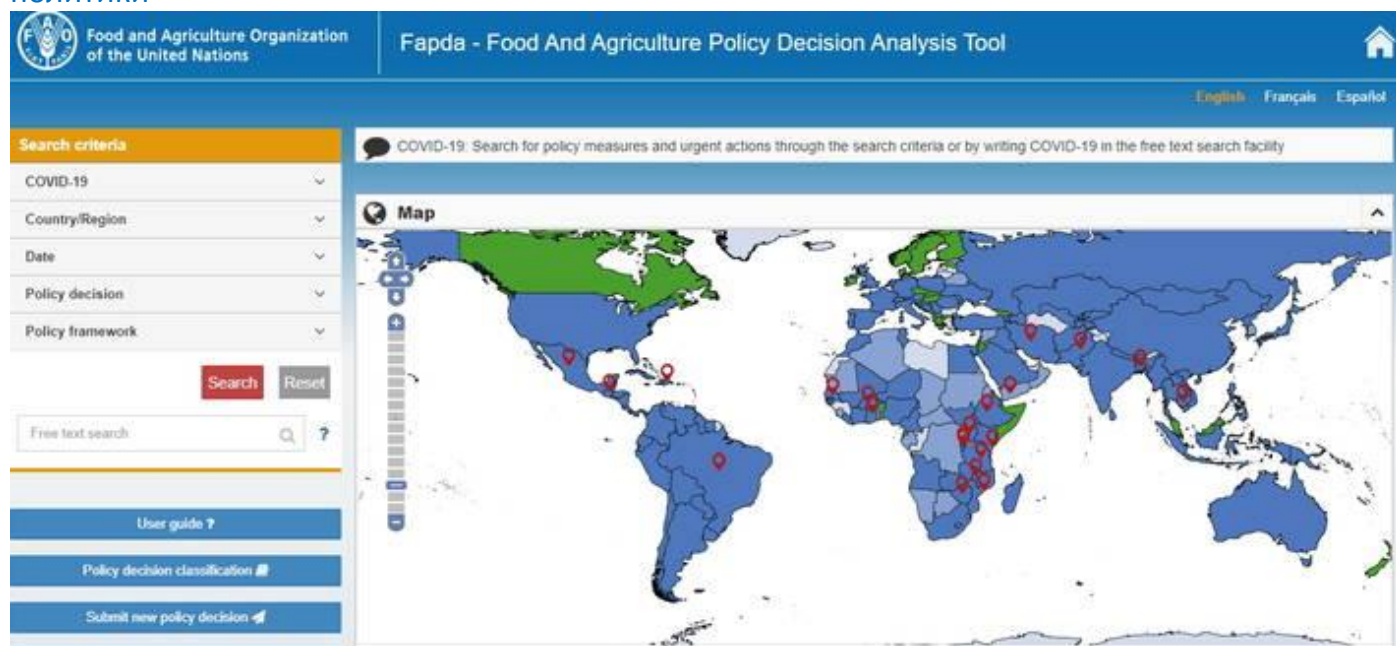 политики
Food and Agriculture Organization
of the United Nations
Fapda - Food And Agriculture Policy Decision Analysis Tool
English Français Español
Search criteria
COVID-19: Search for policy measures and urgent actions through the search criteria or by writing COVID-19 in the free text search facility
COVID-19
Country/Region
Map
Date
Policy decision
Policy framework
Search Reset
Free text search ?
User guide ?
Policy decision classification
Submit new policy decision